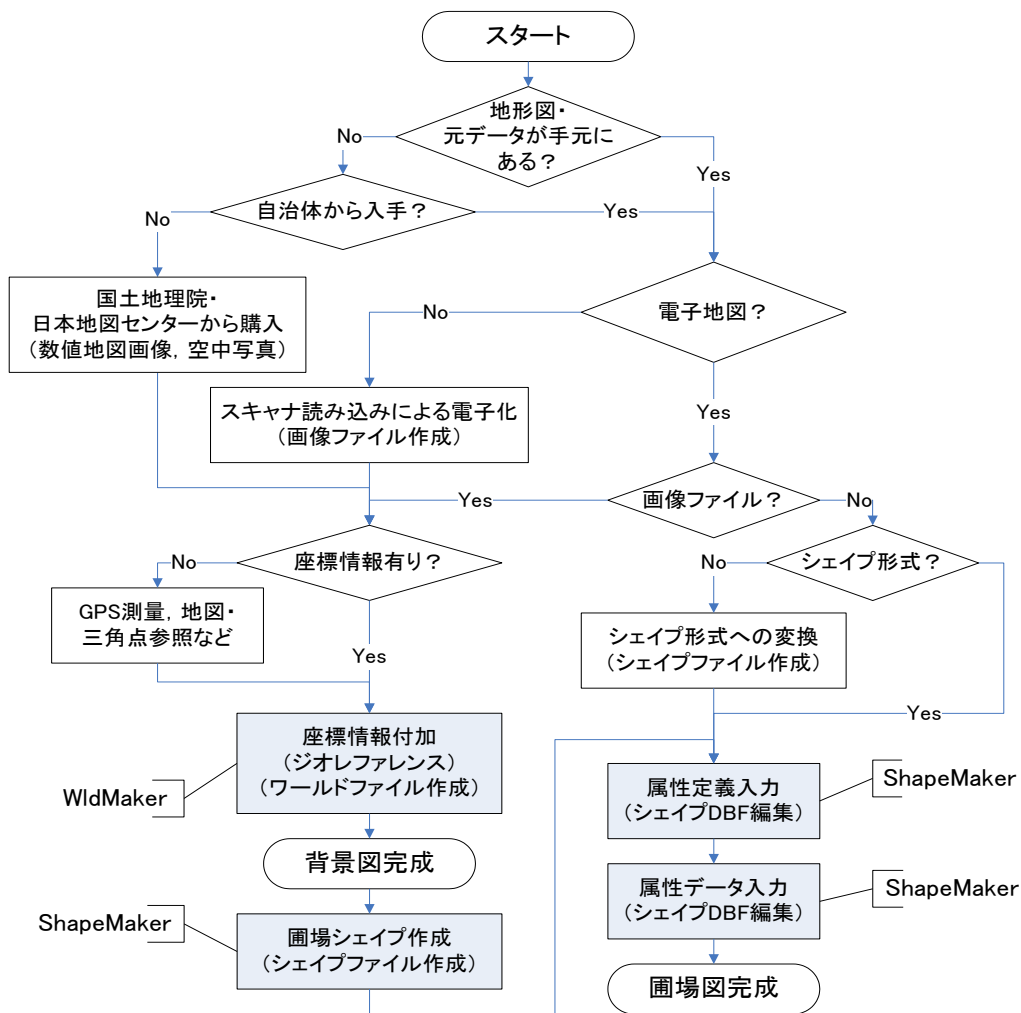 スタート
地形図・
元データが手元に
ある？
No
Yes
自治体から入手？
No
Yes
国土地理院・
日本地図センターから購入
（数値地図画像，空中写真）
電子地図？
No
Yes
スキャナ読み込みによる電子化
（画像ファイル作成）
画像ファイル？
Yes
No
座標情報有り？
No
Yes
シェイプ形式？
No
Yes
GPS測量，地図・
三角点参照など
シェイプ形式への変換
（シェイプファイル作成）
座標情報付加
（ジオレファレンス）
（ワールドファイル作成）
WldMaker
属性定義入力
（シェイプDBF編集）
ShapeMaker
背景図完成
属性データ入力
（シェイプDBF編集）
ShapeMaker
圃場シェイプ作成
（シェイプファイル作成）
ShapeMaker
圃場図完成